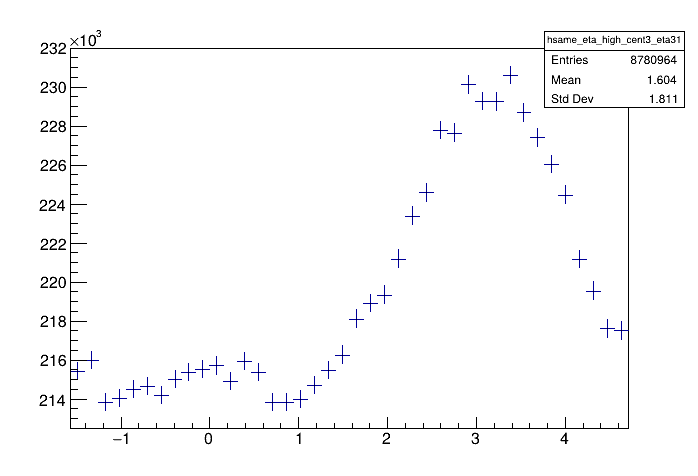 ×10³
hsame_eta_high_cent3_eta31
Entries 8780964
Mean 1.604
Std Dev 1.811
232
230
228
226
224
222
220
218
216
214
−1 0 1 2 3 4